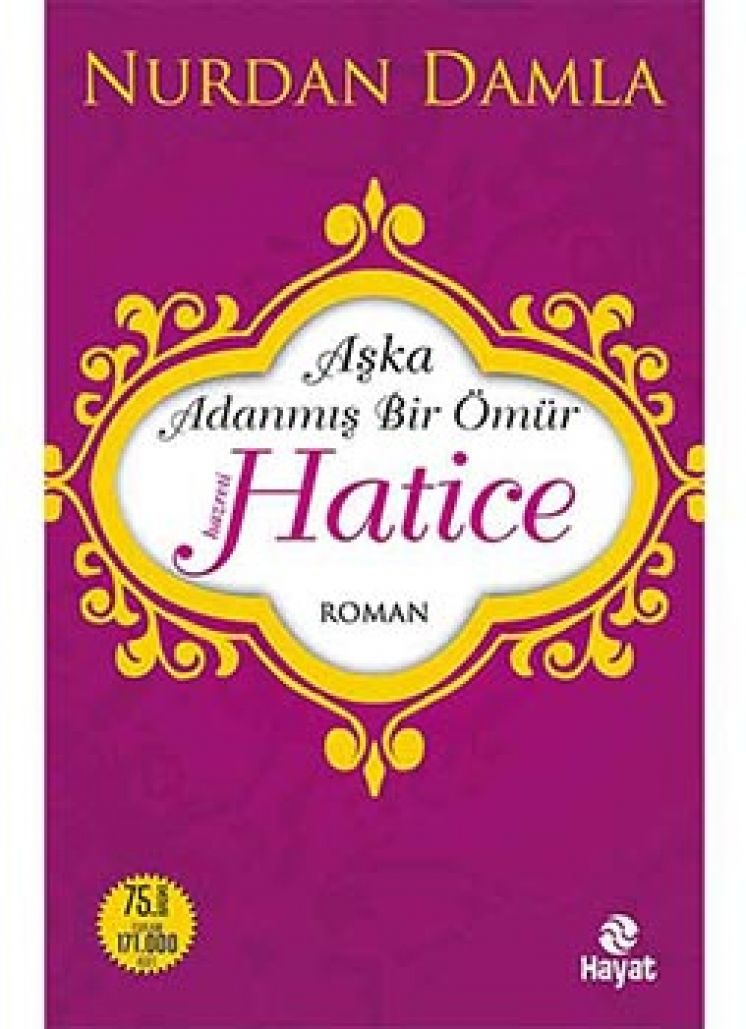 NURDAN DAMLA
Aşka
Adanmış Bir Ömür
hazreti
Hatice
ROMAN
75.
171.000
Hayat